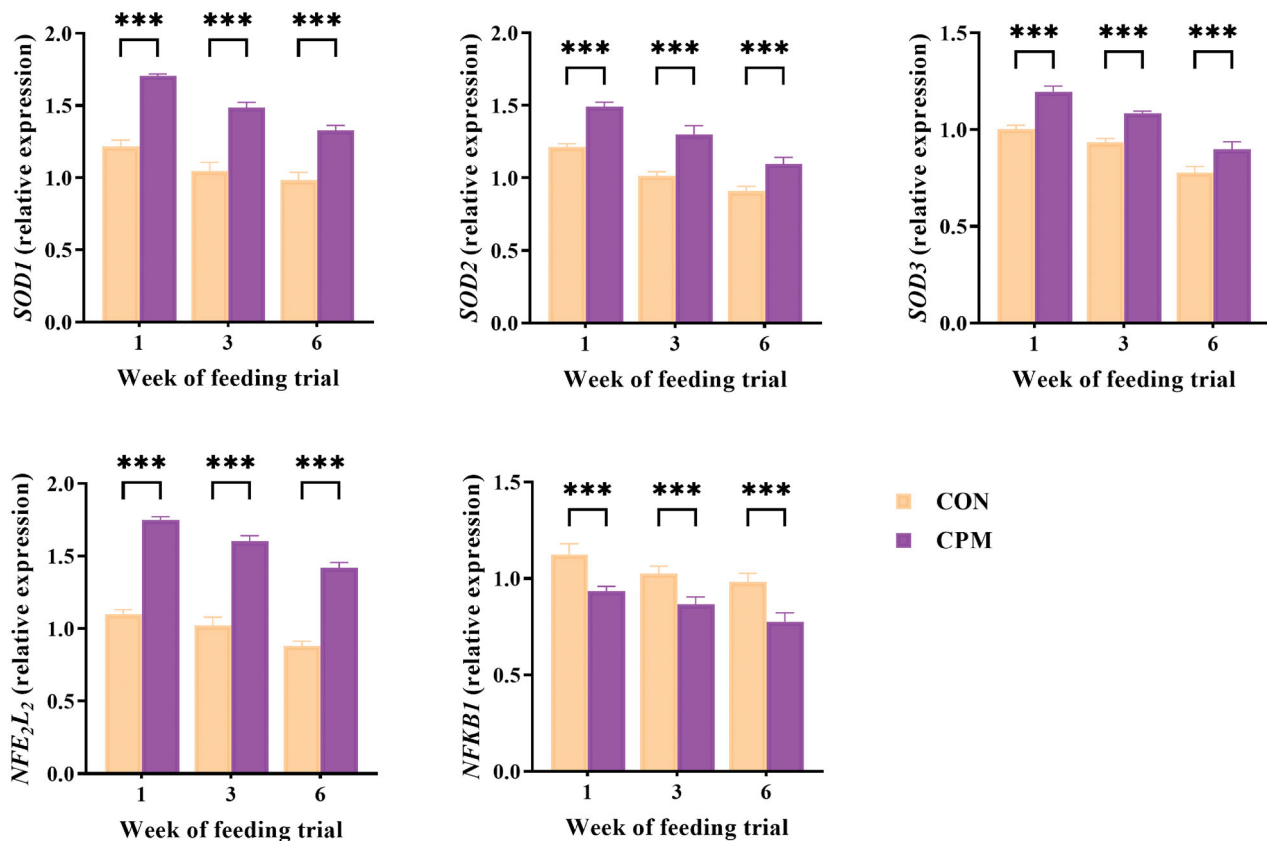 *** *** ***
2.0
1.5
1.0
0.5
0.0
SOD1 (relative expression)
1 3 6
Week of feeding trial
*** *** ***
2.0
1.5
1.0
0.5
0.0
SOD2 (relative expression)
1 3 6
Week of feeding trial
*** *** ***
1.5
1.0
0.5
0.0
SOD3 (relative expression)
1 3 6
Week of feeding trial
*** *** ***
2.0
1.5
1.0
0.5
0.0
NFE₂L₂ (relative expression)
1 3 6
Week of feeding trial
*** *** ***
1.5
1.0
0.5
0.0
NFKB1 (relative expression)
1 3 6
Week of feeding trial
CON
CPM